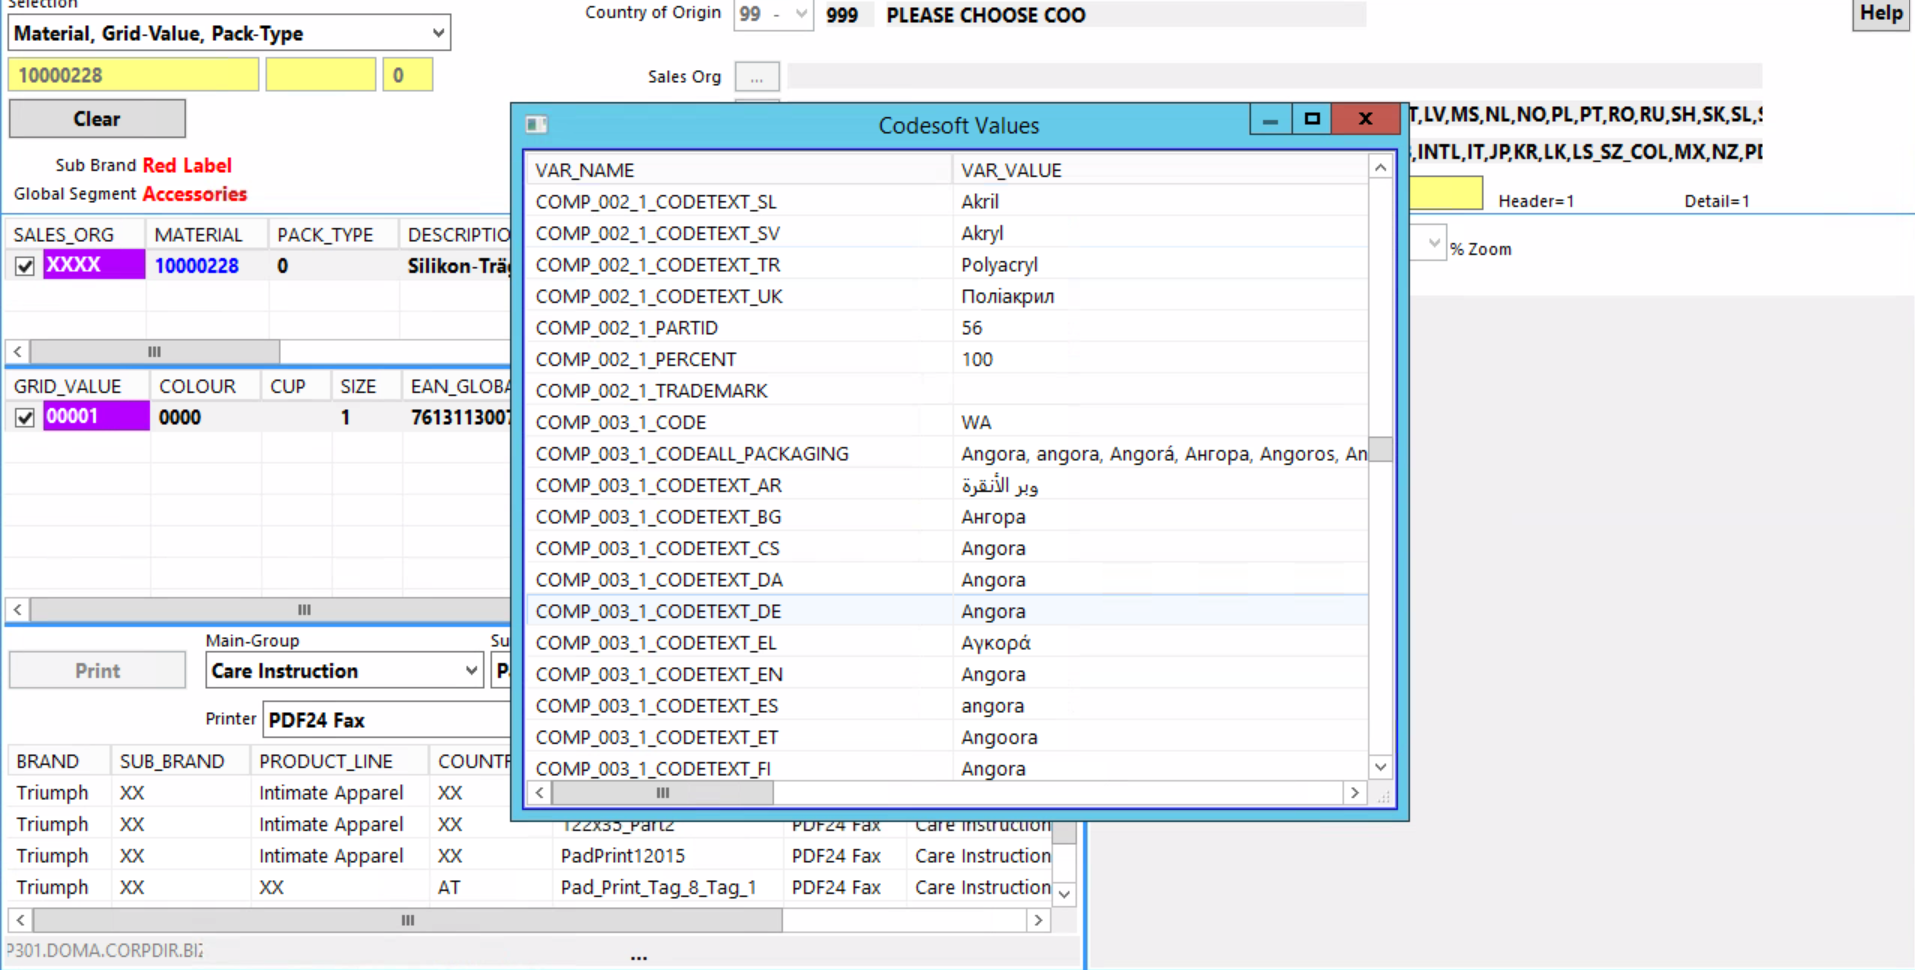 Selection
Material, Grid-Value, Pack-Type
10000228 0
Clear
Sub Brand Red Label
Global Segment Accessories
Country of Origin 99 - 999 PLEASE CHOOSE COO
Sales Org ...
Help
T,LV,MS,NL,NO,PL,PT,RO,RU,SH,SK,SL,S
,INTL,IT,JP,KR,LK,LS_SZ_COL,MX,NZ,PD
Header=1 Detail=1
% Zoom
SALES_ORG MATERIAL PACK_TYPE DESCRIPTIO
XXXX 10000228 0 Silikon-Träg
GRID_VALUE COLOUR CUP SIZE EAN_GLOBA
00001 0000 1 7613113007
Main-Group Su
Print Care Instruction P
Printer PDF24 Fax
Codesoft Values
VAR_NAME VAR_VALUE
COMP_002_1_CODETEXT_SL Akril
COMP_002_1_CODETEXT_SV Akryl
COMP_002_1_CODETEXT_TR Polyacryl
COMP_002_1_CODETEXT_UK Поліакрил
COMP_002_1_PARTID 56
COMP_002_1_PERCENT 100
COMP_002_1_TRADEMARK
COMP_003_1_CODE WA
COMP_003_1_CODEALL_PACKAGING Angora, angora, Angorá, Ангора, Angoros, An
COMP_003_1_CODETEXT_AR وبر الأنقرة
COMP_003_1_CODETEXT_BG Ангора
COMP_003_1_CODETEXT_CS Angora
COMP_003_1_CODETEXT_DA Angora
COMP_003_1_CODETEXT_DE Angora
COMP_003_1_CODETEXT_EL Αγκορά
COMP_003_1_CODETEXT_EN Angora
COMP_003_1_CODETEXT_ES angora
COMP_003_1_CODETEXT_ET Angoora
COMP_003_1_CODETEXT_FI Angora
BRAND SUB_BRAND PRODUCT_LINE COUNTR
Triumph XX Intimate Apparel XX
Triumph XX Intimate Apparel XX 122x35_Part2 PDF24 Fax Care Instruction
Triumph XX Intimate Apparel XX PadPrint12015 PDF24 Fax Care Instruction
Triumph XX XX AT Pad_Print_Tag_8_Tag_1 PDF24 Fax Care Instruction
P301.DOMA.CORPDIR.BIZ ...